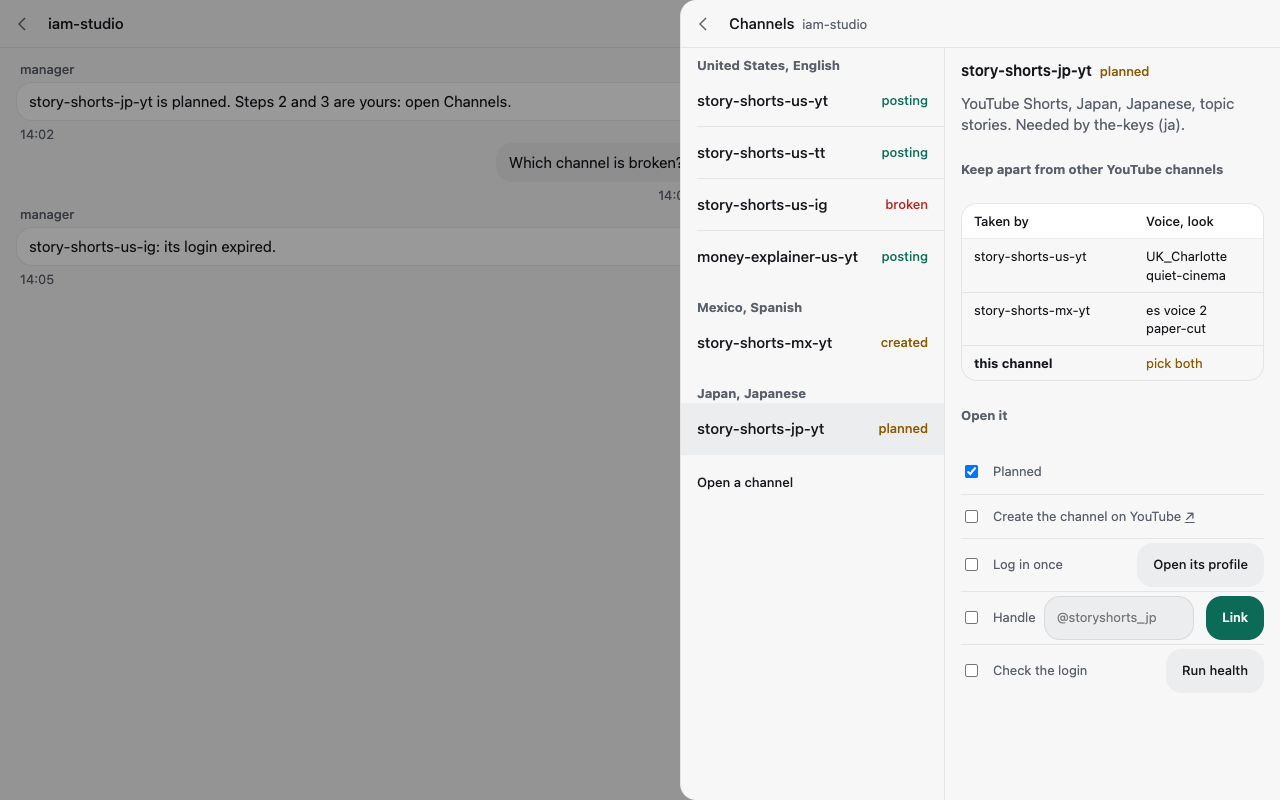 iam-studio
manager
story-shorts-jp-yt is planned. Steps 2 and 3 are yours: open Channels.
14:02
Which channel is broken?
manager
story-shorts-us-ig: its login expired.
14:05
Channels iam-studio
United States, English
story-shorts-us-yt posting
story-shorts-us-tt posting
story-shorts-us-ig broken
money-explainer-us-yt posting
Mexico, Spanish
story-shorts-mx-yt created
Japan, Japanese
story-shorts-jp-yt planned
Open a channel
story-shorts-jp-yt planned
YouTube Shorts, Japan, Japanese, topic
stories. Needed by the-keys (ja).
Keep apart from other YouTube channels
Taken by Voice, look
story-shorts-us-yt UK_Charlotte
quiet-cinema
story-shorts-mx-yt es voice 2
paper-cut
this channel pick both
Open it
Planned
Create the channel on YouTube ↗
Log in once Open its profile
Handle @storyshorts_jp Link
Check the login Run health